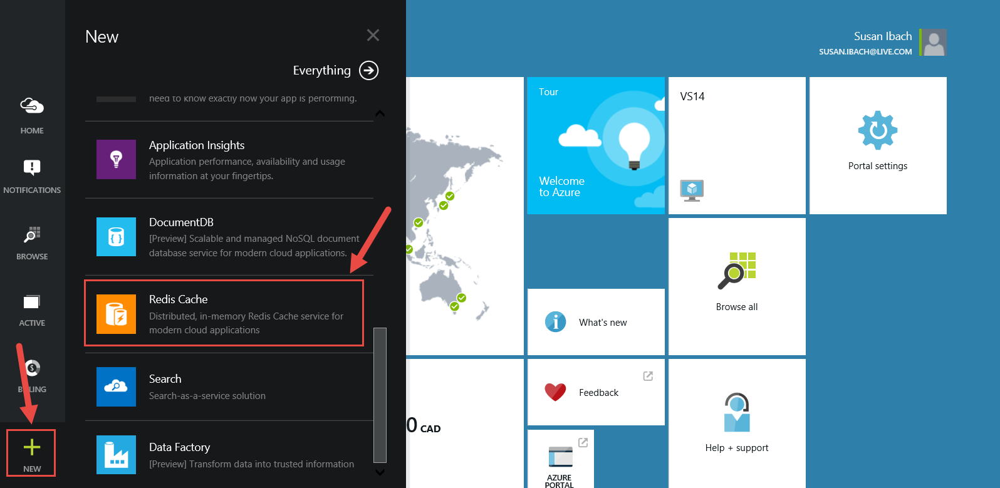 HOME
NOTIFICATIONS
BROWSE
ACTIVE
NEW
New
Everything
need to know exactly how your app is performing.
Application Insights
Application performance, availability and usage
information at your fingertips.
DocumentDB
[Preview] Scalable and managed NoSQL document
database service for modern cloud applications.
Redis Cache
Distributed, in-memory Redis Cache service for
modern cloud applications
Search
Search-as-a-service solution
Data Factory
[Preview] Transform data into trusted information
Susan Ibach
SUSAN.IBACH@LIVE.COM
Tour
Welcome
to Azure
VS14
Portal settings
Browse all
What's new
Feedback
0 CAD
Help + support
AZURE
PORTAL